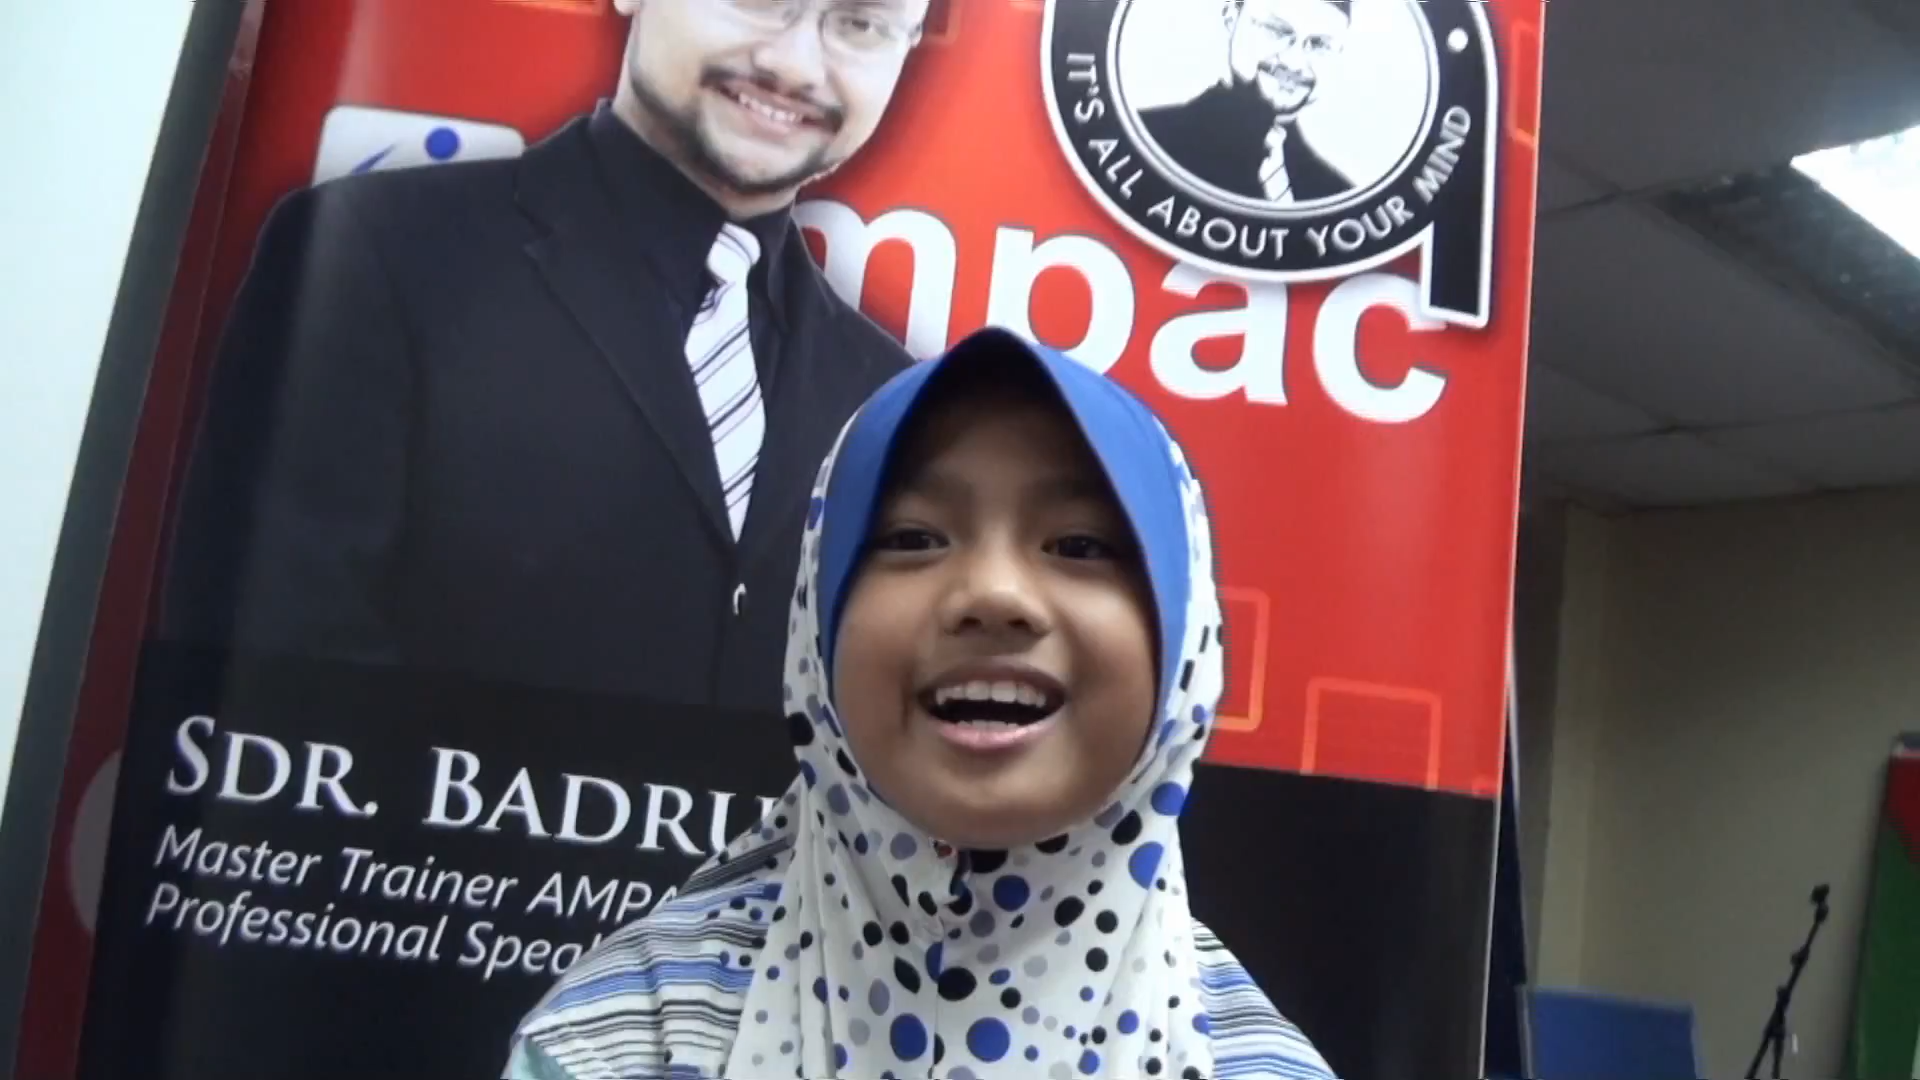 IT'S ALL ABOUT YOUR MIND
mpac
SDR. BADRU
Master Trainer AMPA
Professional Spea